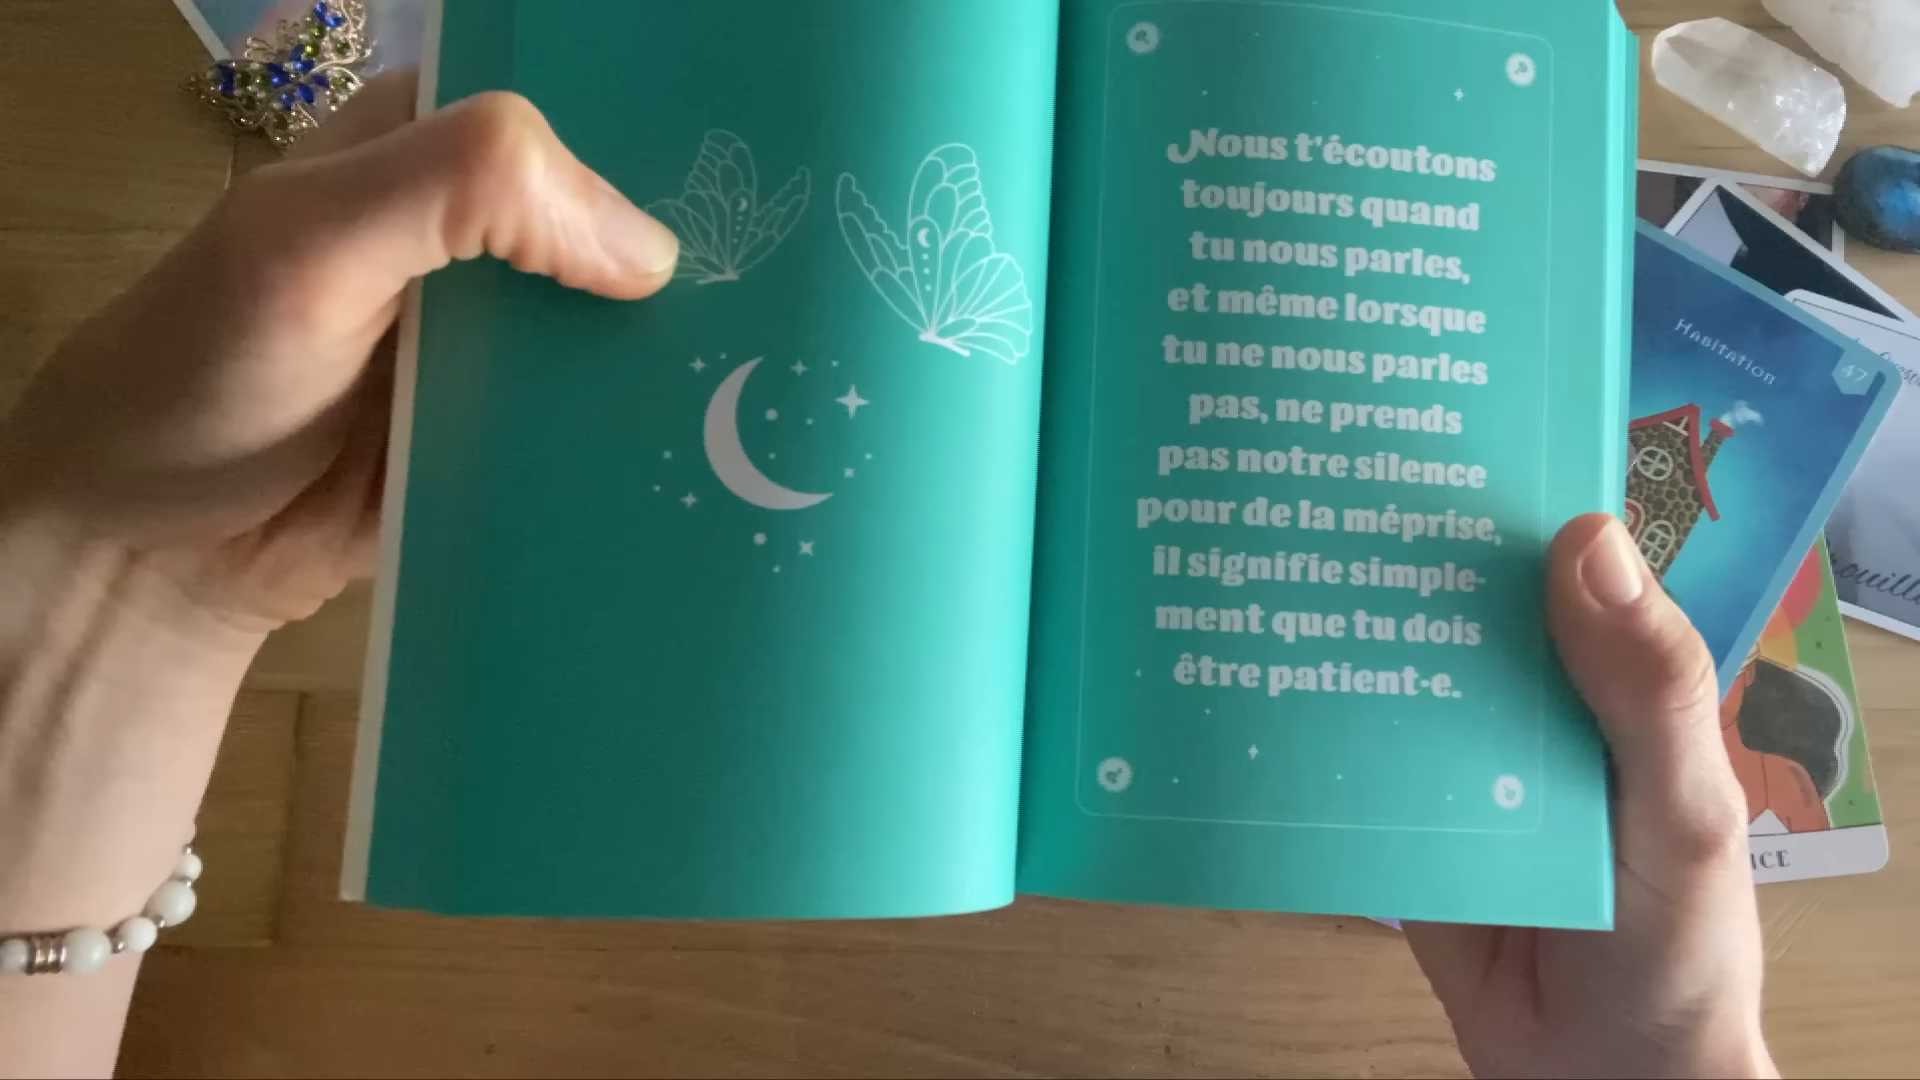 Nous t'écoutons
toujours quand
tu nous parles,
et même lorsque
tu ne nous parles
pas, ne prends
pas notre silence
pour de la méprise,
il signifie simple-
ment que tu dois
être patient·e.
Habitation
47
ICE